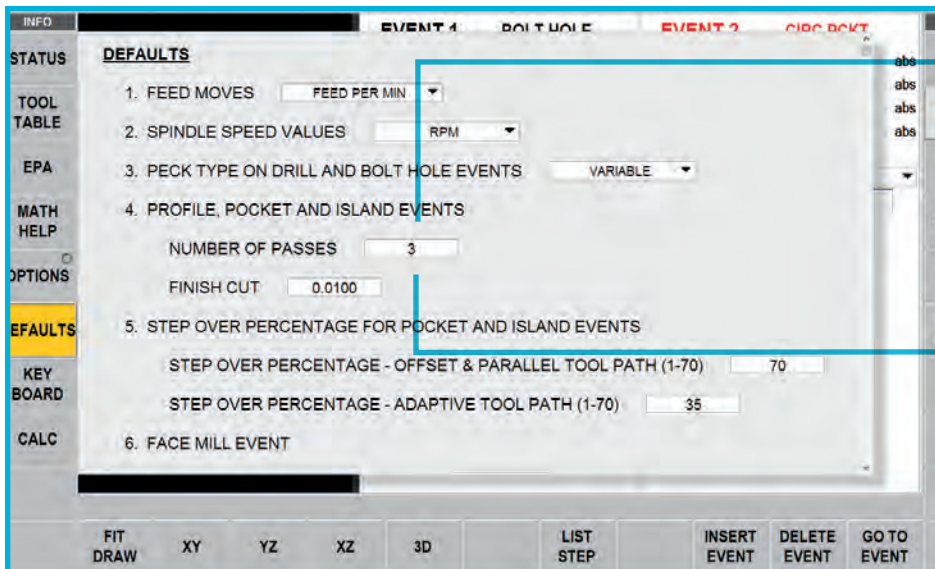 INFO
EVENT 1 BOLT HOLE EVENT 2 CIRC PCKT
STATUS
DEFAULTS
abs
1. FEED MOVES FEED PER MIN
abs
TOOL
TABLE
abs
2. SPINDLE SPEED VALUES RPM
abs
EPA
3. PECK TYPE ON DRILL AND BOLT HOLE EVENTS VARIABLE
MATH
HELP
4. PROFILE, POCKET AND ISLAND EVENTS
NUMBER OF PASSES 3
OPTIONS
FINISH CUT 0.0100
EFAULTS
5. STEP OVER PERCENTAGE FOR POCKET AND ISLAND EVENTS
STEP OVER PERCENTAGE - OFFSET & PARALLEL TOOL PATH (1-70) 70
KEY
BOARD
STEP OVER PERCENTAGE - ADAPTIVE TOOL PATH (1-70) 35
CALC
6. FACE MILL EVENT
FIT
DRAW
XY
YZ
XZ
3D
LIST
STEP
INSERT
EVENT
DELETE
EVENT
GO TO
EVENT